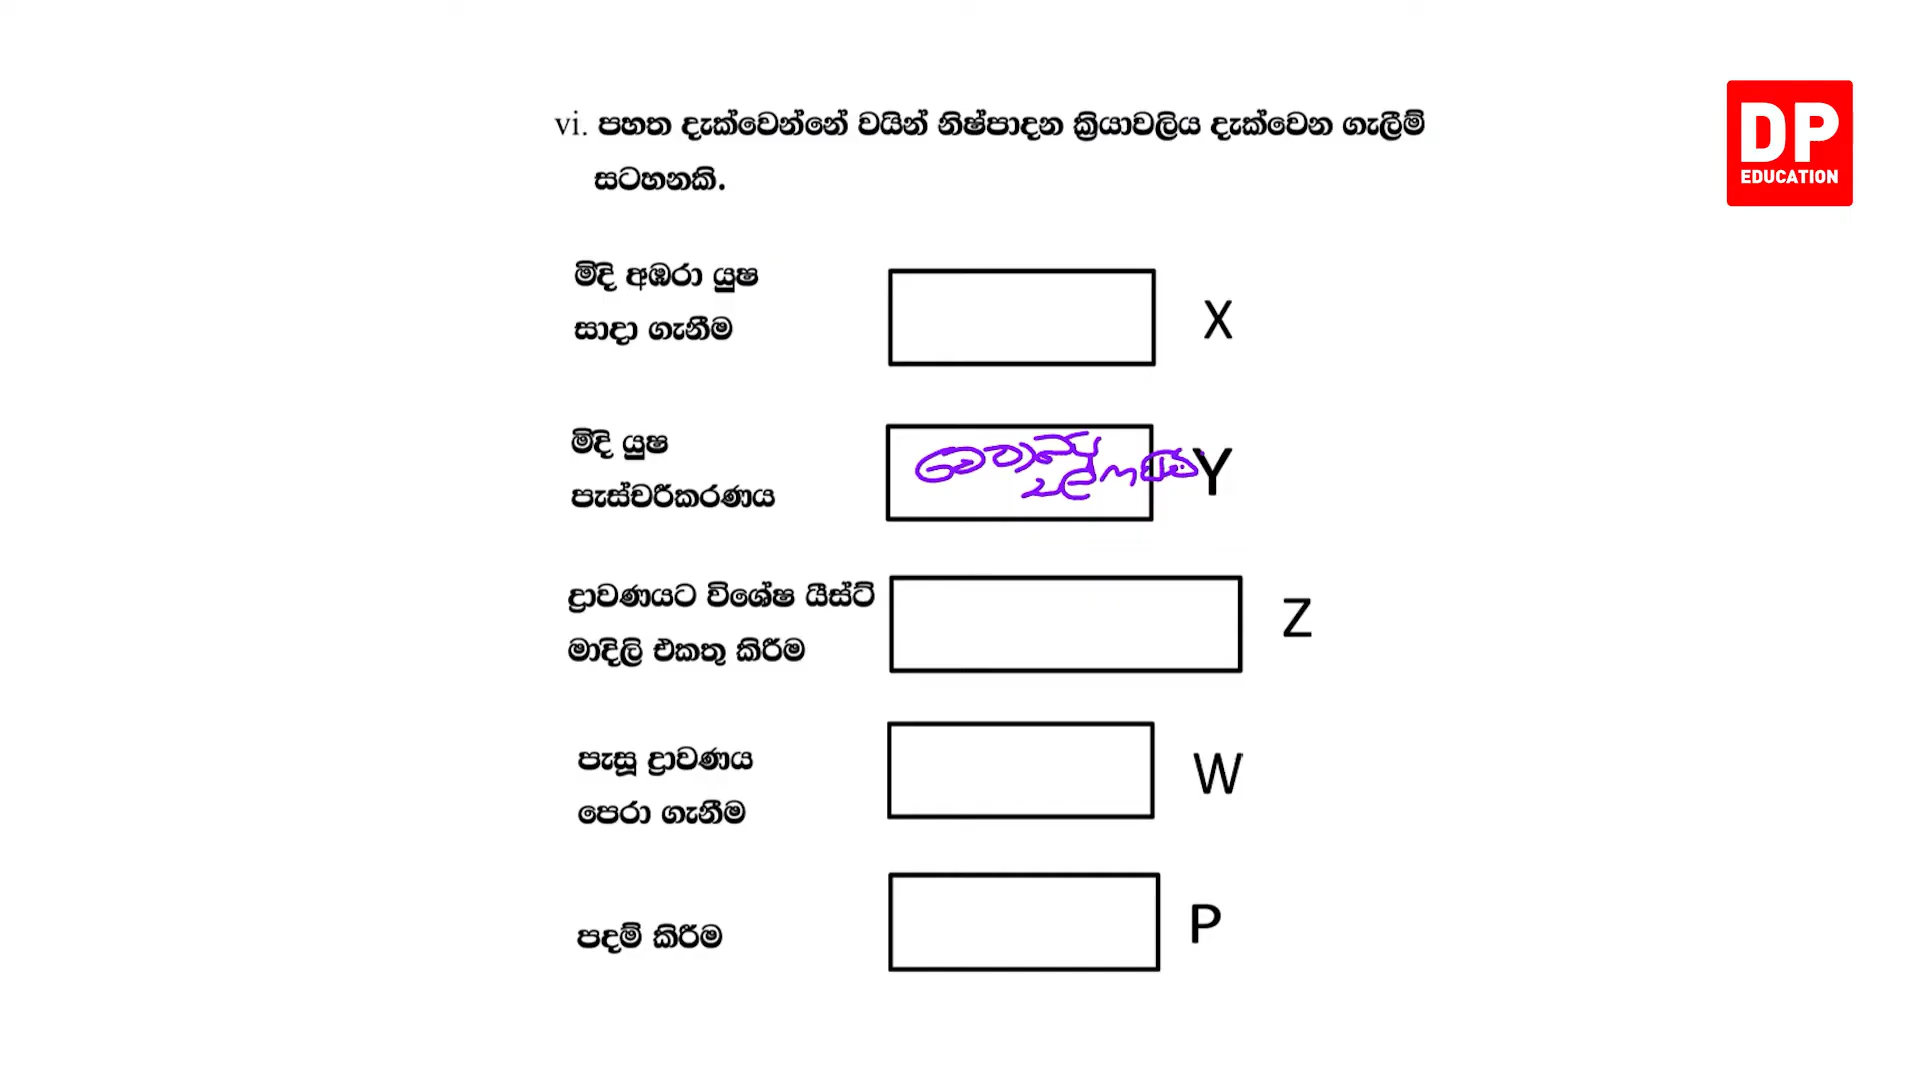 DP
EDUCATION
vi. පහත දැක්වෙන්නේ වයින් නිෂ්පාදන ක්‍රියාවලිය දැක්වෙන ගැලීම්
සටහනකි.
මිදි අඹරා යුෂ
සාදා ගැනීම
X
මිදි යුෂ
පැස්චරීකරණය
Y
ද්‍රාවණයට විශේෂ යීස්ට්
මාදිලි එකතු කිරීම
Z
පැසූ ද්‍රාවණය
පෙරා ගැනීම
W
පදම් කිරීම
P